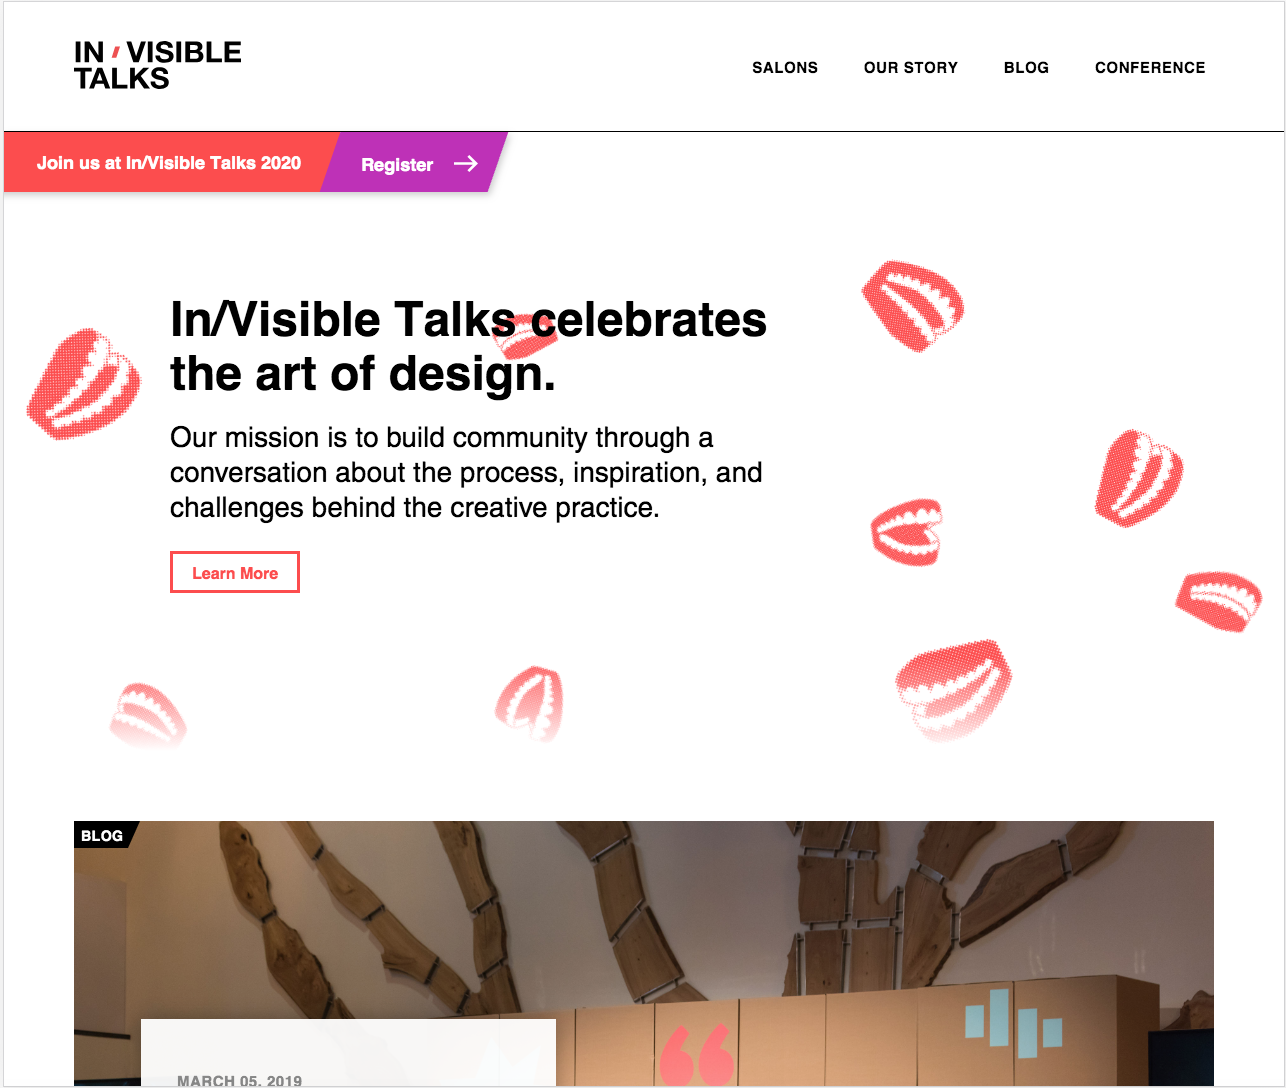 IN / VISIBLE
TALKS
SALONS OUR STORY BLOG CONFERENCE
Join us at In/Visible Talks 2020 Register →
In/Visible Talks celebrates
the art of design.
Our mission is to build community through a
conversation about the process, inspiration, and
challenges behind the creative practice.
Learn More
BLOG
“
MARCH 05, 2019